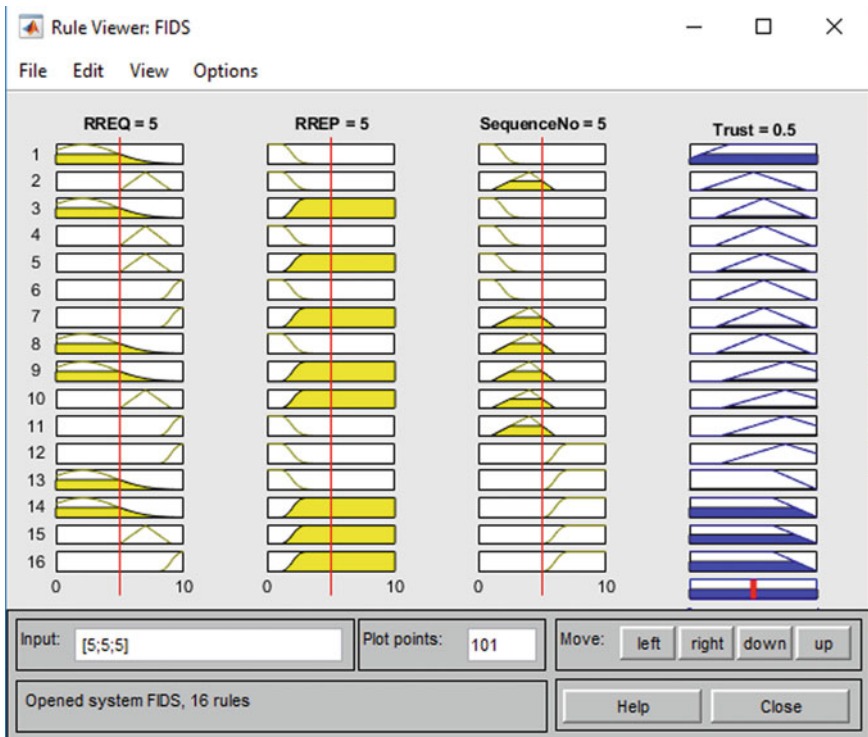 Rule Viewer: FIDS
File Edit View Options
RREQ = 5 RREP = 5 SequenceNo = 5 Trust = 0.5
1
2
3
4
5
6
7
8
9
10
11
12
13
14
15
16
0 10 0 10 0 10
Input: [5;5;5] Plot points: 101 Move: left right down up
Opened system FIDS, 16 rules Help Close